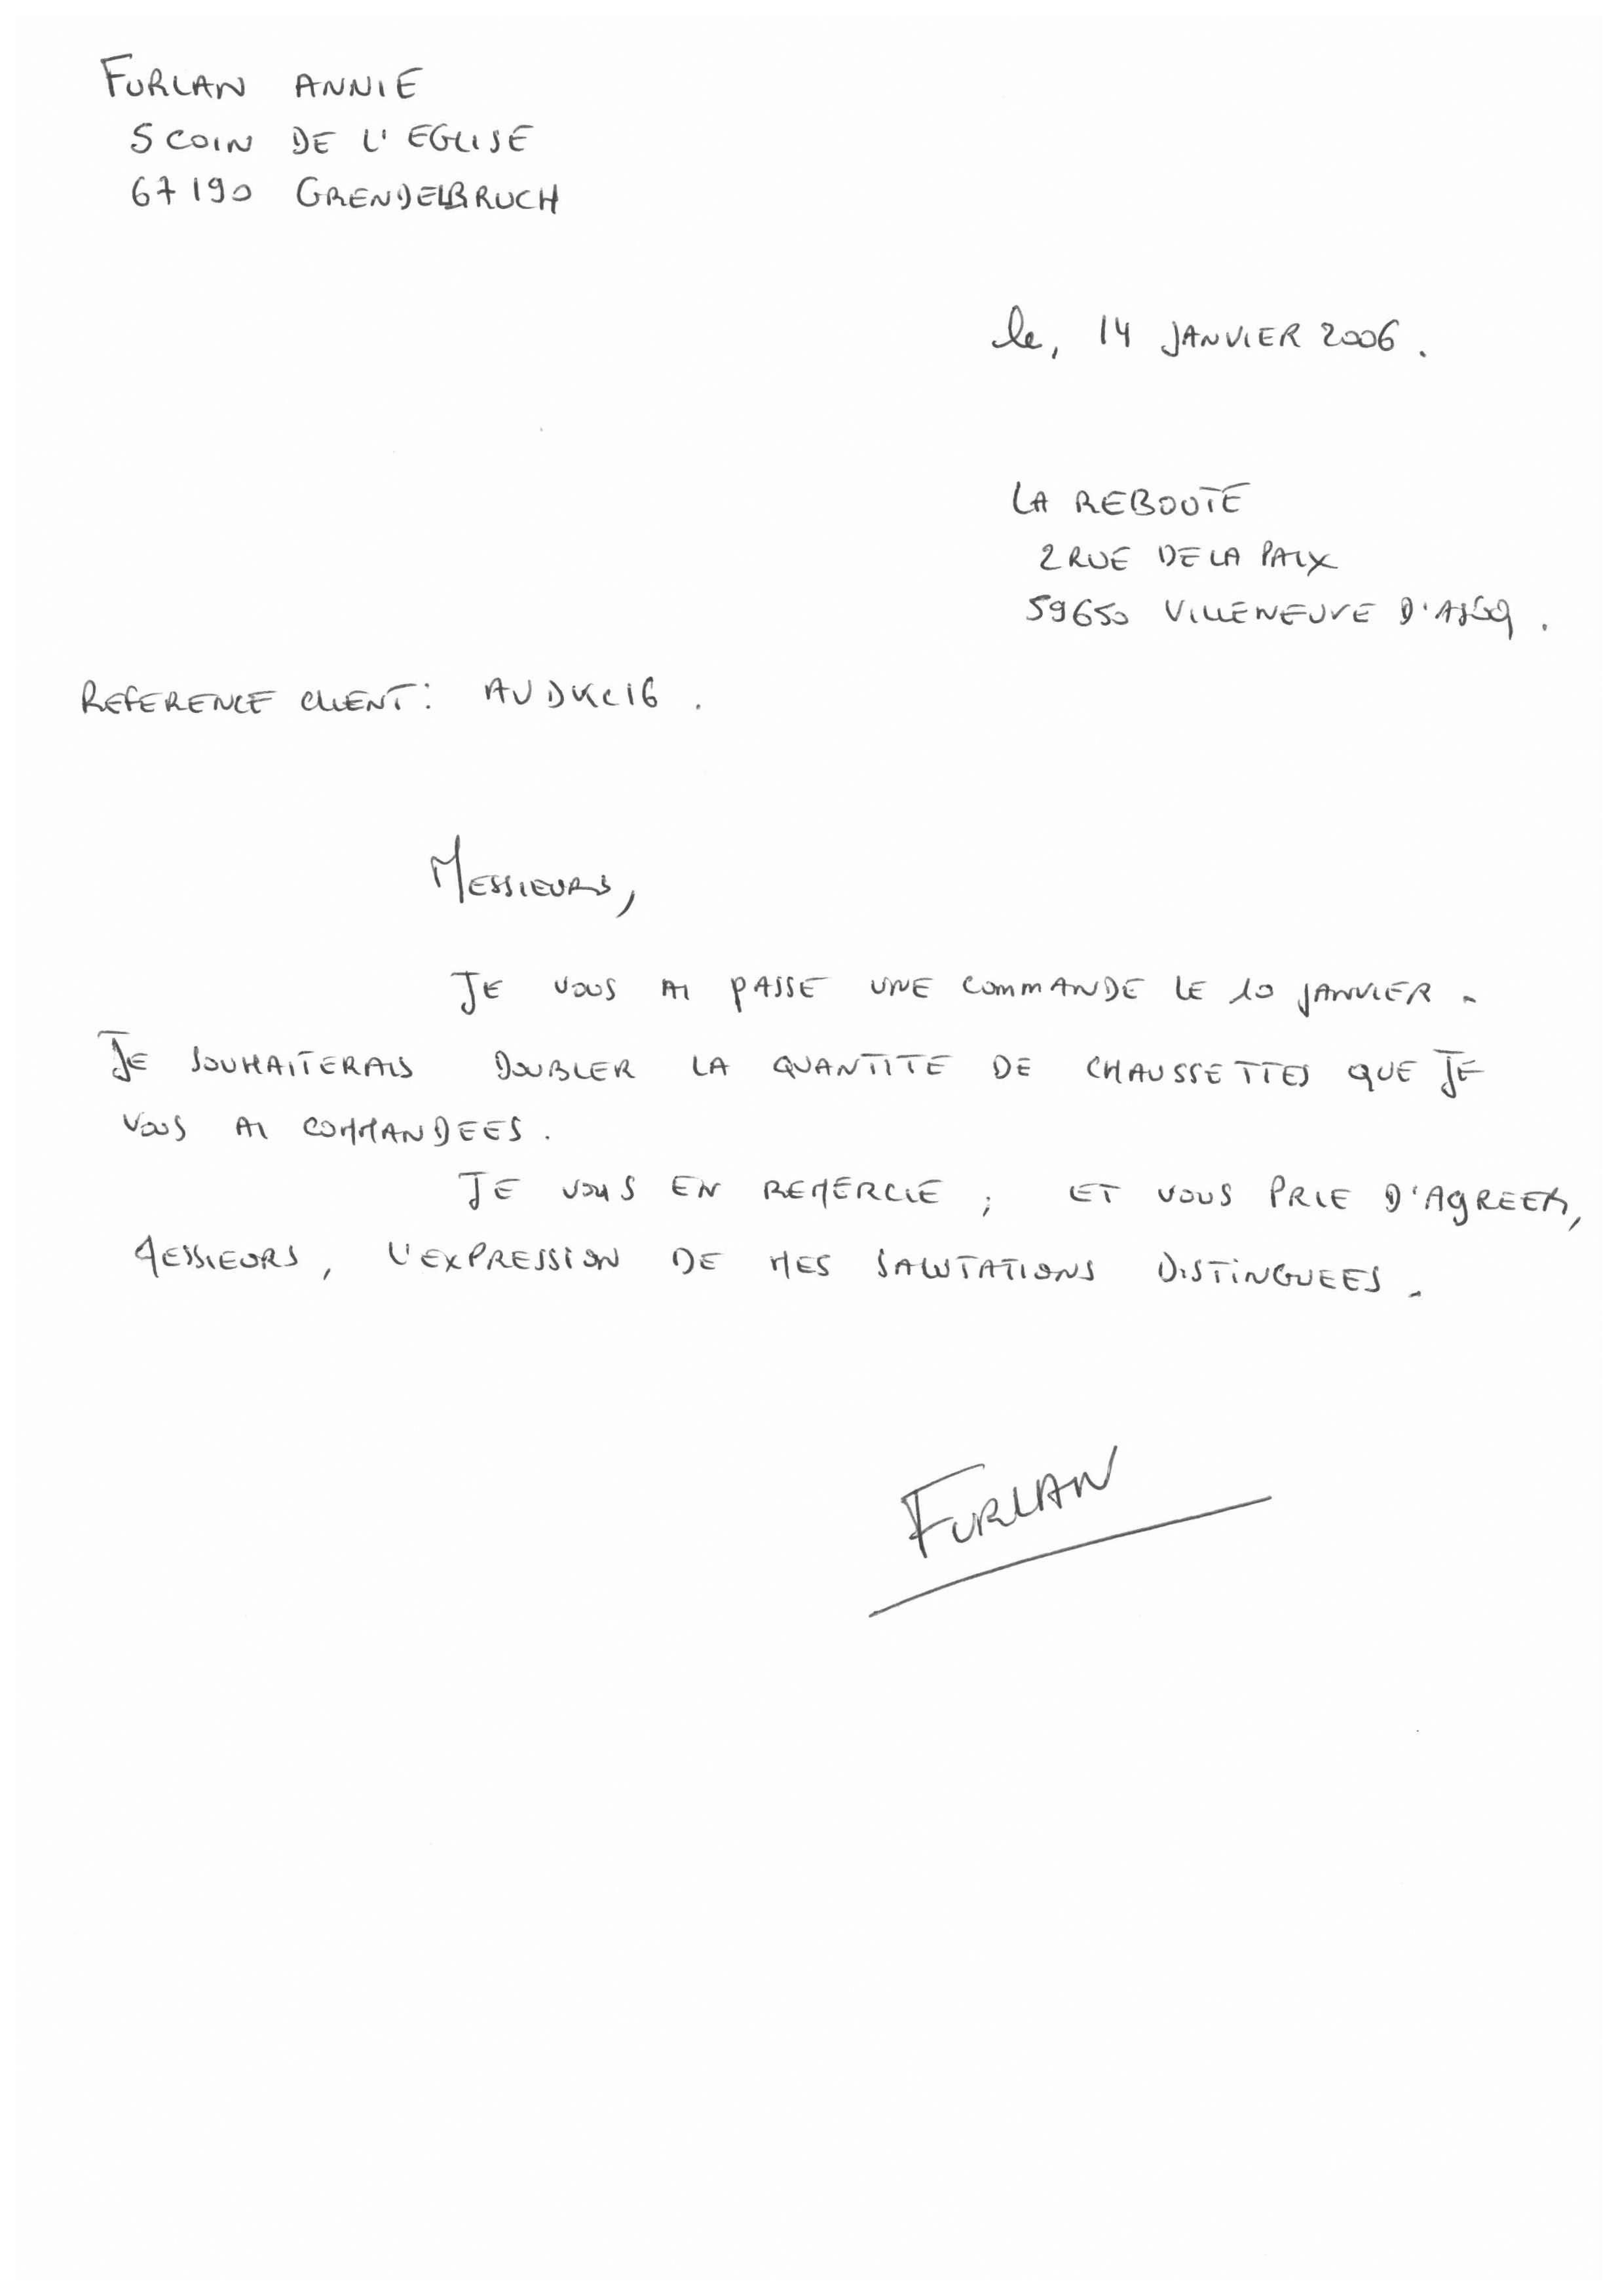 FURLAN ANNIE
5 COIN DE L'EGLISE
67190 GRENDELBRUCH
le, 14 JANVIER 2006.
LA REBOUTE
2 RUE DE LA PAIX
59650 VILLENEUVE D'ASCQ.
REFERENCE CLIENT: AVDKC16.
MESSIEURS,
JE VOUS AI PASSE UNE COMMANDE LE 10 JANVIER.
JE SOUHAITERAIS DOUBLER LA QUANTITE DE CHAUSSETTES QUE JE
VOUS AI COMMANDEES.
JE VOUS EN REMERCIE, ET VOUS PRIE D'AGREER,
MESSIEURS, L'EXPRESSION DE MES SALUTATIONS DISTINGUEES.
FURLAN